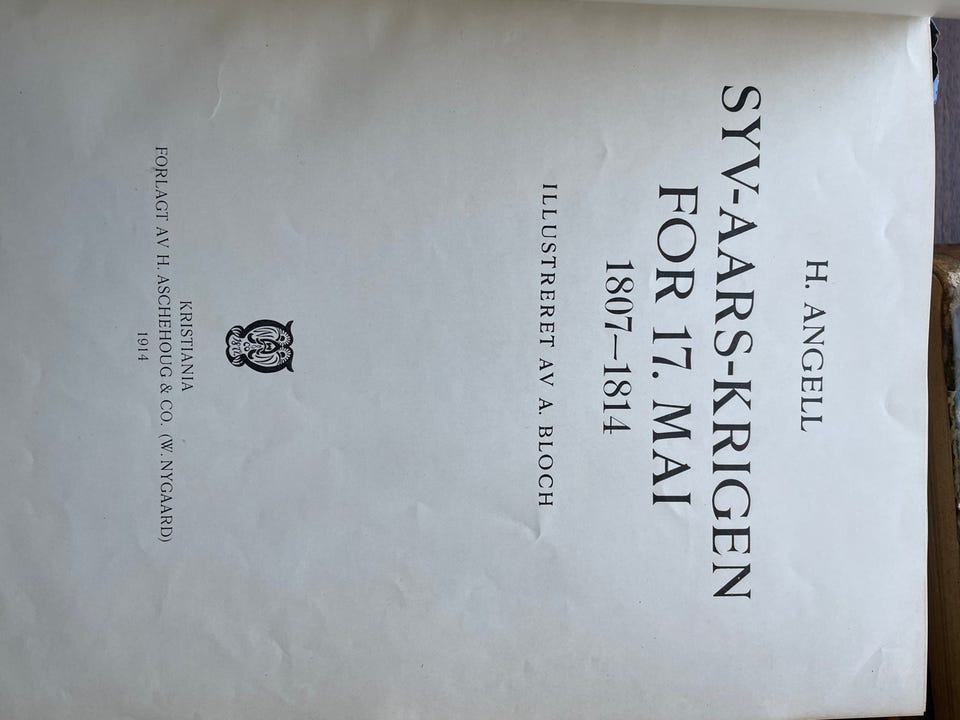 H. ANGELL
SYV-AARS-KRIGEN
FOR 17. MAI
1807—1814
ILLUSTRERET AV A. BLOCH
KRISTIANIA
FORLAGT AV H. ASCHEHOUG & CO. (W. NYGAARD)
1914